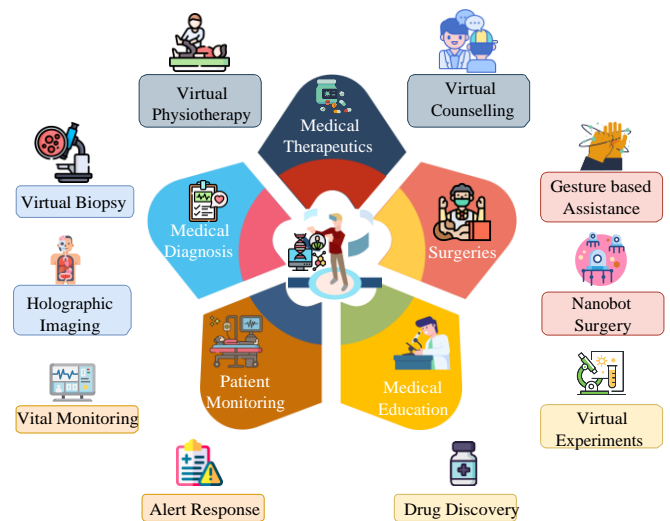 Virtual
Physiotherapy
Virtual
Counselling
Medical
Therapeutics
Virtual Biopsy
Medical
Diagnosis
Surgeries
Gesture based
Assistance
Holographic
Imaging
Nanobot
Surgery
Patient
Monitoring
Medical
Education
Vital Monitoring
Virtual
Experiments
Alert Response
Drug Discovery